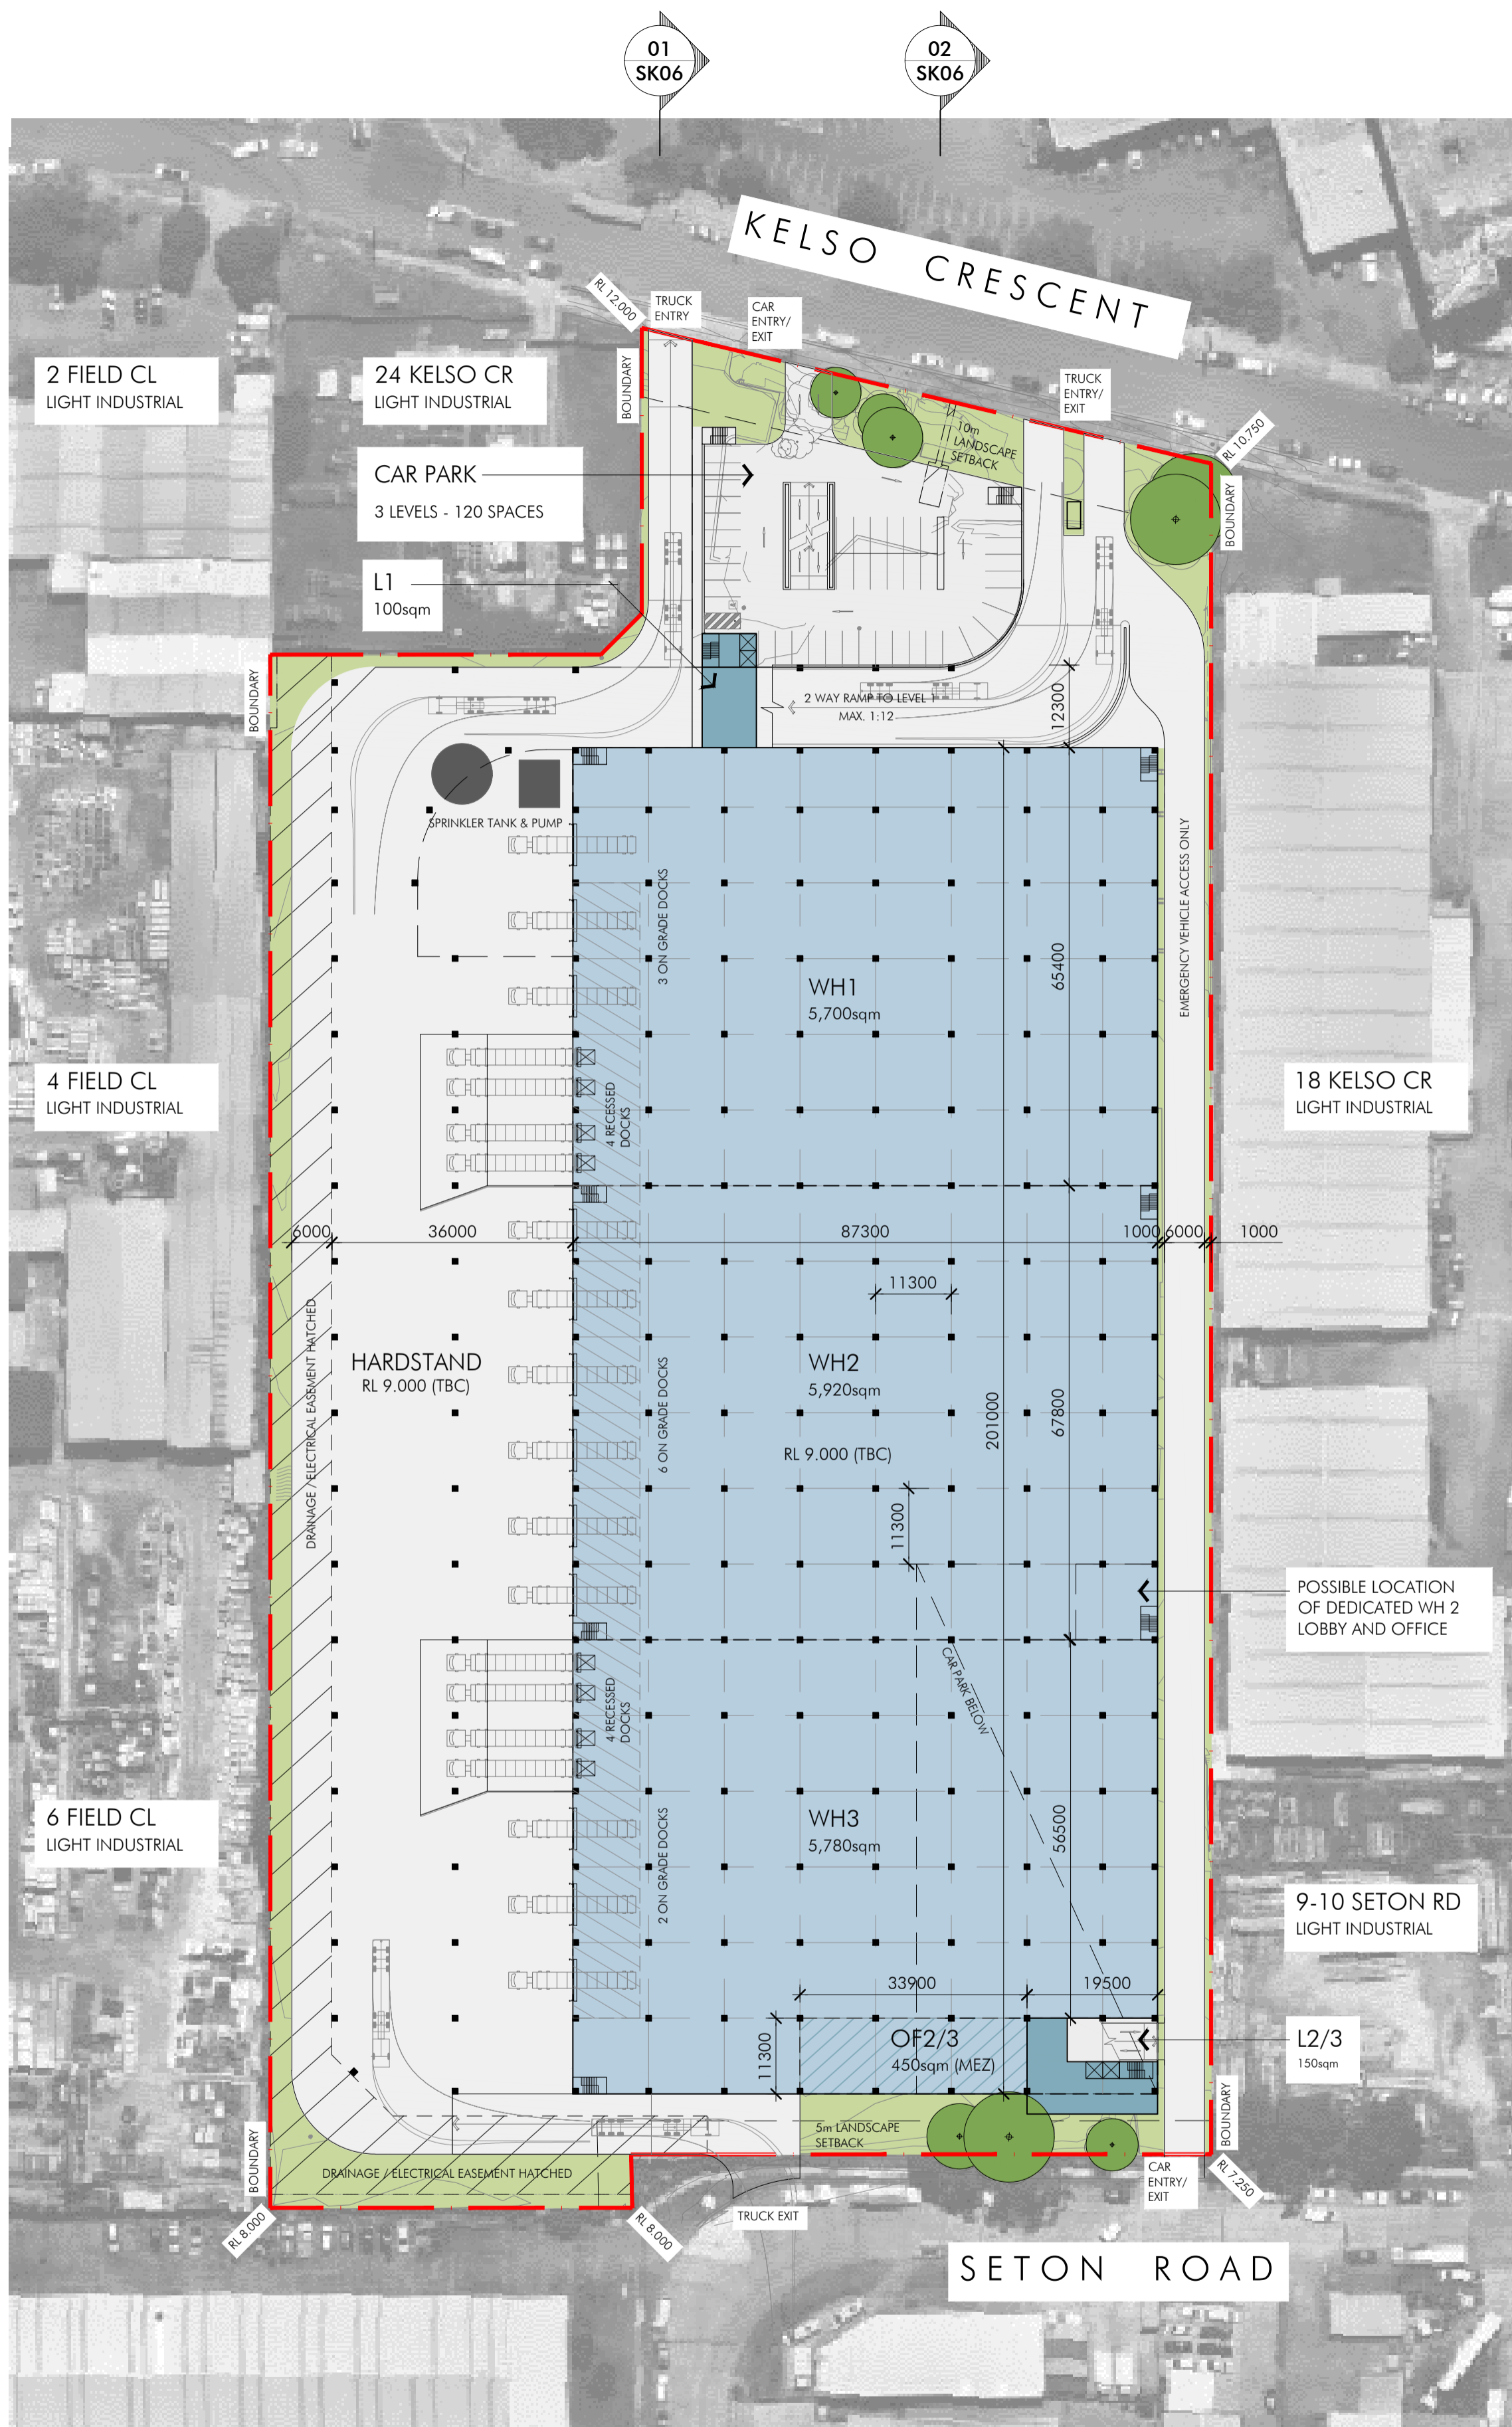 01
SK06
02
SK06
KELSO CRESCENT
RL 12.000
TRUCK
ENTRY
CAR
ENTRY/
EXIT
BOUNDARY
2 FIELD CL
LIGHT INDUSTRIAL
24 KELSO CR
LIGHT INDUSTRIAL
TRUCK
ENTRY/
EXIT
10m
LANDSCAPE
SETBACK
RL 10.750
BOUNDARY
CAR PARK
3 LEVELS - 120 SPACES
L1
100sqm
BOUNDARY
2 WAY RAMP TO LEVEL 1
MAX. 1:12
12300
SPRINKLER TANK & PUMP
3 ON GRADE DOCKS
EMERGENCY VEHICLE ACCESS ONLY
65400
WH1
5,700sqm
4 FIELD CL
LIGHT INDUSTRIAL
18 KELSO CR
LIGHT INDUSTRIAL
4 RECESSED
DOCKS
6000
36000
87300
1000
6000
1000
11300
DRAINAGE / ELECTRICAL EASEMENT HATCHED
HARDSTAND
RL 9.000 (TBC)
WH2
5,920sqm
6 ON GRADE DOCKS
201000
67800
RL 9.000 (TBC)
11300
POSSIBLE LOCATION
OF DEDICATED WH 2
LOBBY AND OFFICE
CAR PARK BELOW
4 RECESSED
DOCKS
6 FIELD CL
LIGHT INDUSTRIAL
WH3
5,780sqm
2 ON GRADE DOCKS
56500
9-10 SETON RD
LIGHT INDUSTRIAL
33900
19500
11300
OF2/3
450sqm (MEZ)
L2/3
150sqm
BOUNDARY
5m LANDSCAPE
SETBACK
BOUNDARY
DRAINAGE / ELECTRICAL EASEMENT HATCHED
CAR
ENTRY/
EXIT
RL 7.250
RL 8.000
RL 8.000
TRUCK EXIT
SETON ROAD